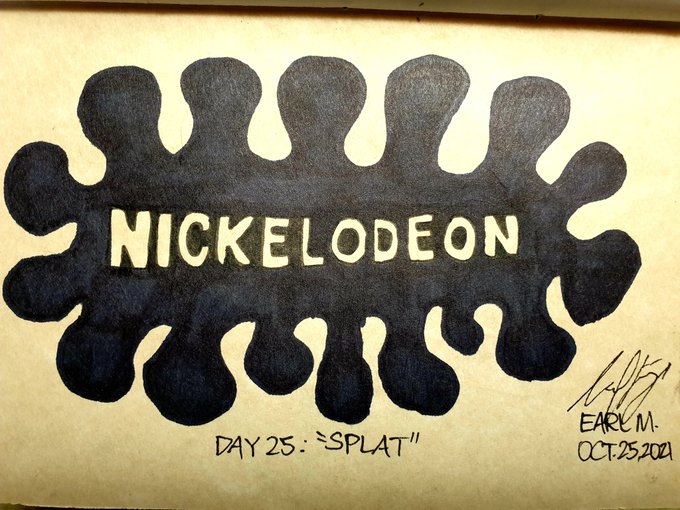 NICKELODEON
DAY 25: "SPLAT"
EARL M.
OCT.25,2021